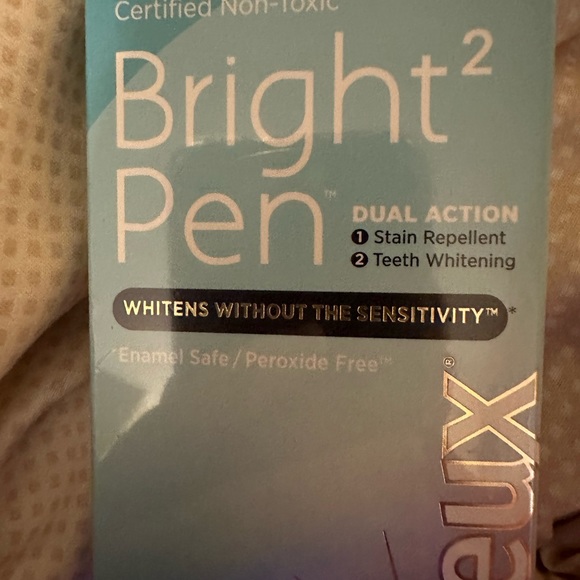 Certified Non-Toxic
Bright²
Pen™
DUAL ACTION
1 Stain Repellent
2 Teeth Whitening
WHITENS WITHOUT THE SENSITIVITY™*
*Enamel Safe / Peroxide Free™
eux®